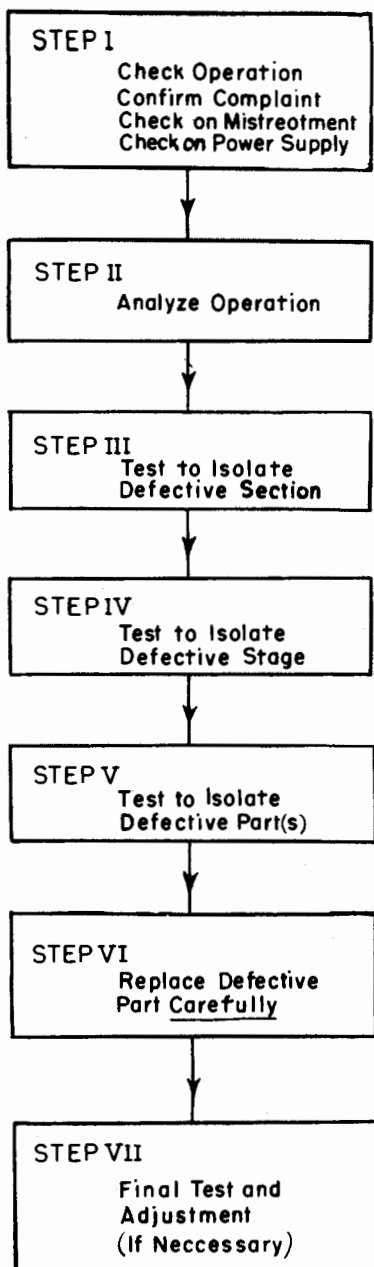 STEP I
Check Operation
Confirm Complaint
Check on Mistreotment
Check on Power Supply
STEP II
Analyze Operation
STEP III
Test to Isolate
Defective Section
STEP IV
Test to Isolate
Defective Stage
STEP V
Test to Isolate
Defective Part(s)
STEP VI
Replace Defective
Part Carefully
STEP VII
Final Test and
Adjustment
(If Neccessary)